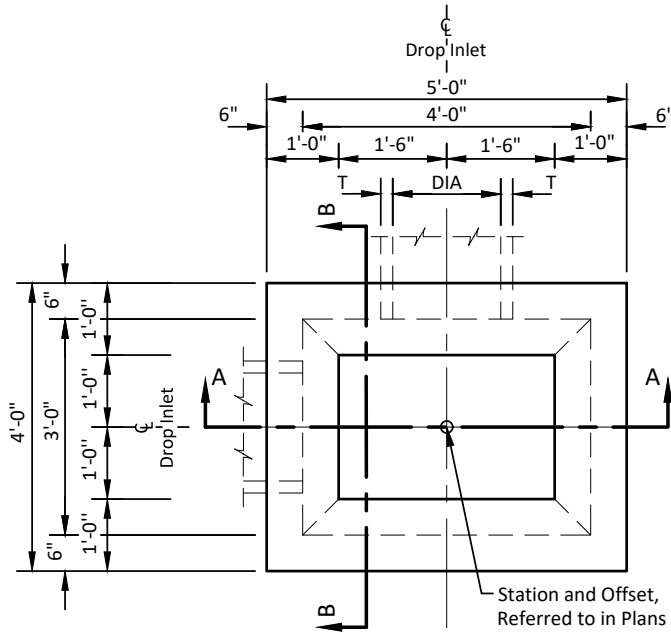 ℄
Drop Inlet
5'-0"
6"
4'-0"
6"
1'-0"
1'-6"
1'-6"
1'-0"
T
DIA
T
B
6"
1'-0"
A
A
1'-0"
4'-0"
3'-0"
℄
Drop Inlet
1'-0"
6"
1'-0"
B
Station and Offset,
Referred to in Plans